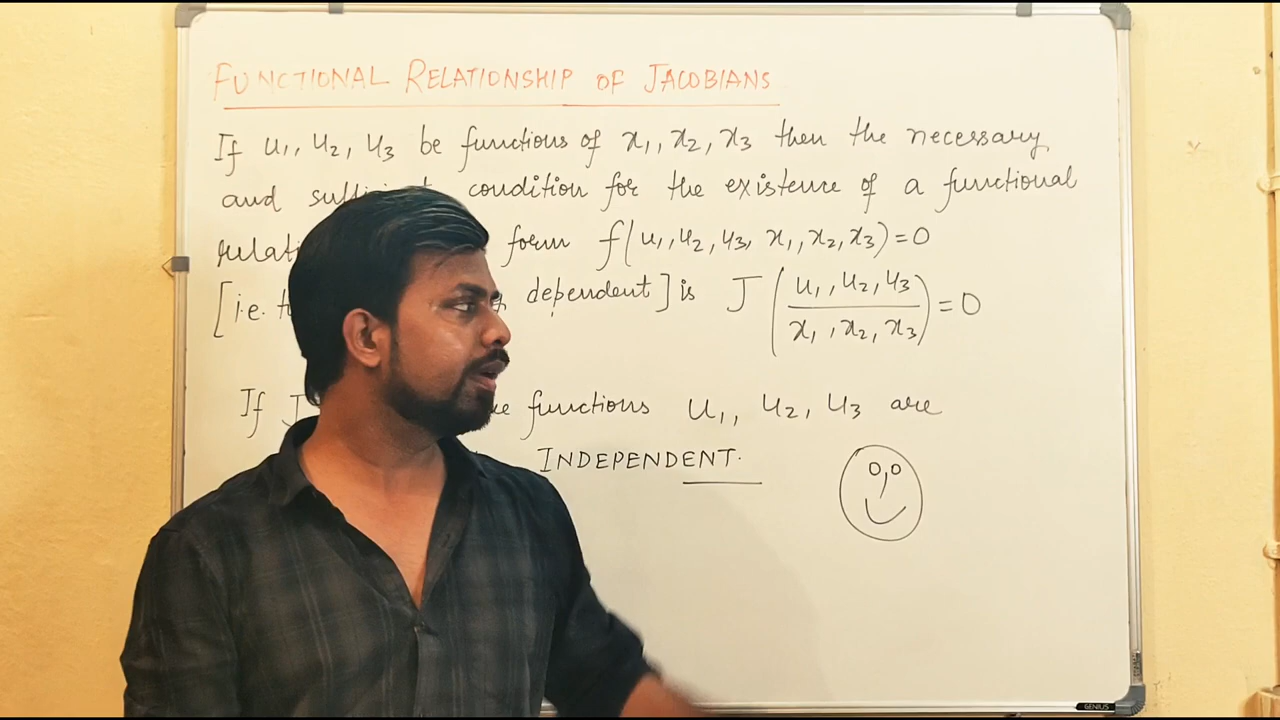 FUNCTIONAL RELATIONSHIP OF JACOBIANS
If u₁, u₂, u₃ be functions of x₁, x₂, x₃ then the necessary
and condition for the existence of a functional
form f(u₁, u₂, u₃, x₁, x₂, x₃) = 0
[i.e. dependent] is J (u₁, u₂, u₃ / x₁, x₂, x₃) = 0
If J functions u₁, u₂, u₃ are
INDEPENDENT.
GENIUS